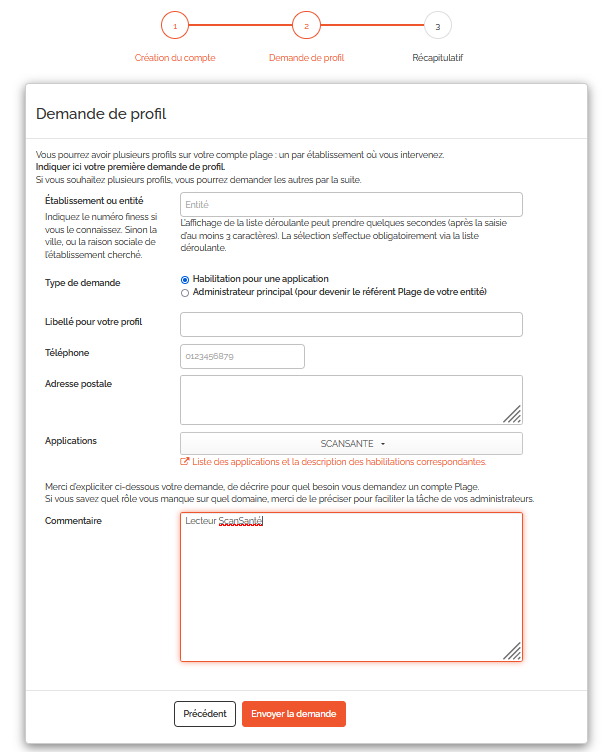 1
2
3
Création du compte
Demande de profil
Récapitulatif
Demande de profil
Vous pourrez avoir plusieurs profils sur votre compte plage : un par établissement où vous intervenez.
Indiquer ici votre première demande de profil.
Si vous souhaitez plusieurs profils, vous pourrez demander les autres par la suite.
Établissement ou entité
Indiquez le numéro finess si
vous le connaissez. Sinon la
ville, ou la raison sociale de
l'établissement cherché.
Entité
L'affichage de la liste déroulante peut prendre quelques secondes (après la saisie
d'au moins 3 caractères). La sélection s'effectue obligatoirement via la liste
déroulante.
Type de demande
Habilitation pour une application
Administrateur principal (pour devenir le référent Plage de votre entité)
Libellé pour votre profil
Téléphone
0123456879
Adresse postale
Applications
SCANSANTE
Liste des applications et la description des habilitations correspondantes.
Merci d'expliciter ci-dessous votre demande, de décrire pour quel besoin vous demandez un compte Plage.
Si vous savez quel rôle vous manque sur quel domaine, merci de le préciser pour faciliter la tâche de vos administrateurs.
Commentaire
Lecteur ScanSanté
Précédent
Envoyer la demande